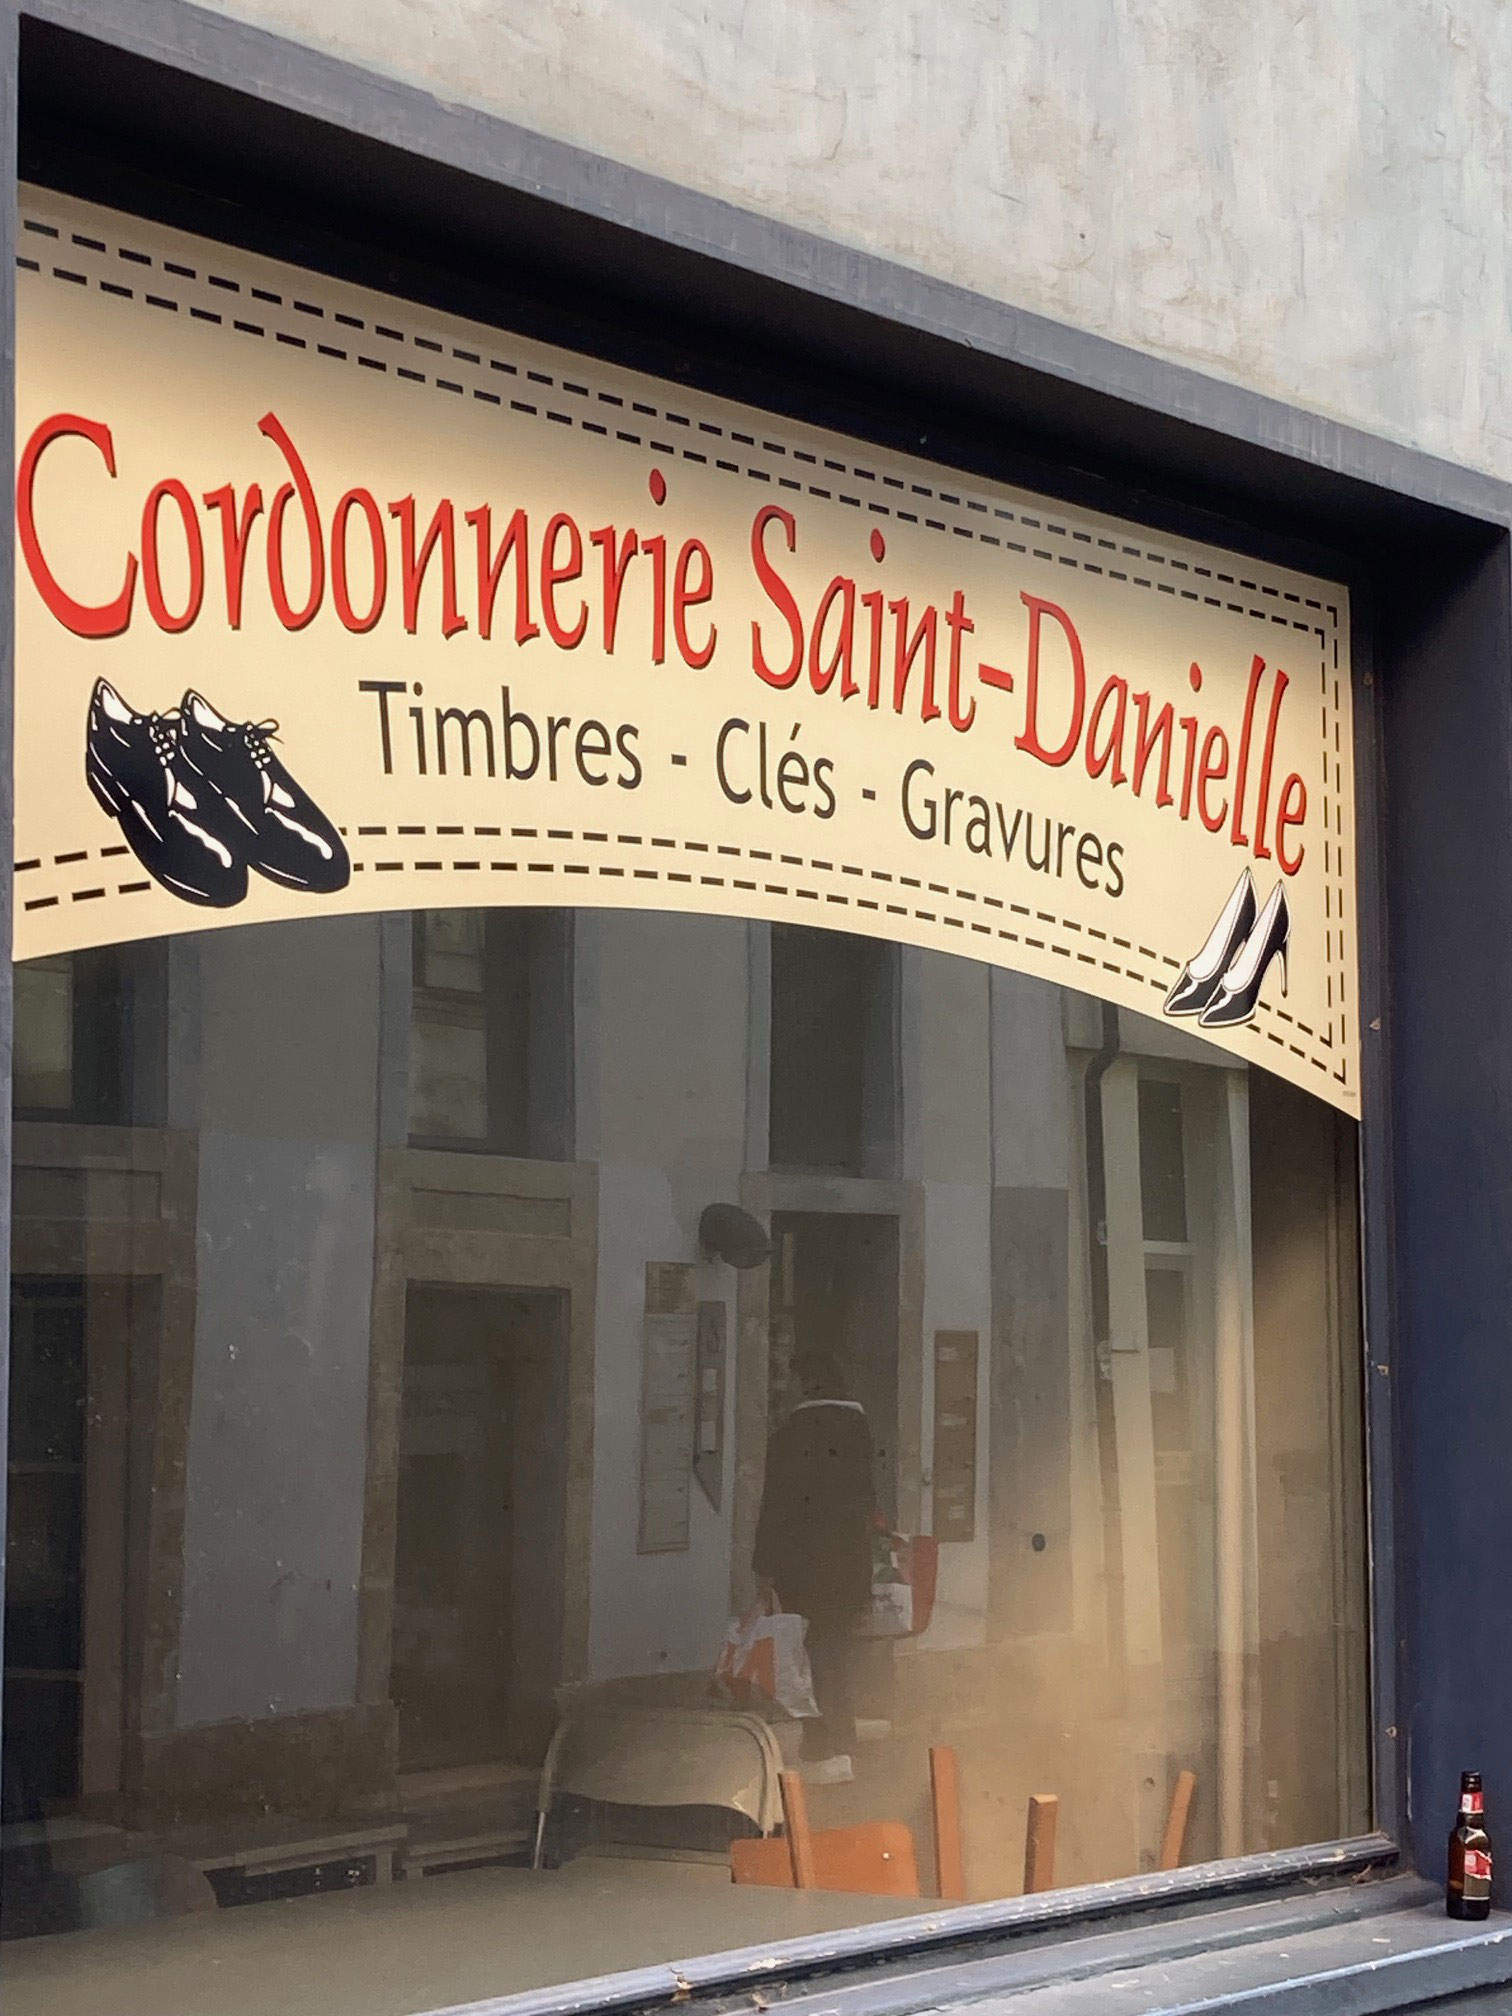 Cordonnerie Saint-Danielle
Timbres - Clés - Gravures